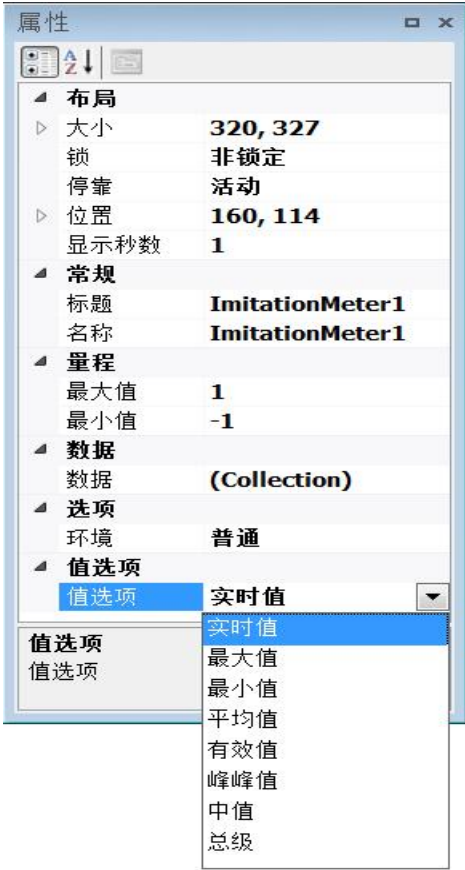 属性
布局
大小 320, 327
锁 非锁定
停靠 活动
位置 160, 114
显示秒数 1
常规
标题 ImitationMeter1
名称 ImitationMeter1
量程
最大值 1
最小值 -1
数据
数据 (Collection)
选项
环境 普通
值选项
值选项 实时值
实时值
值选项
最大值
值选项
最小值
平均值
有效值
峰峰值
中值
总级